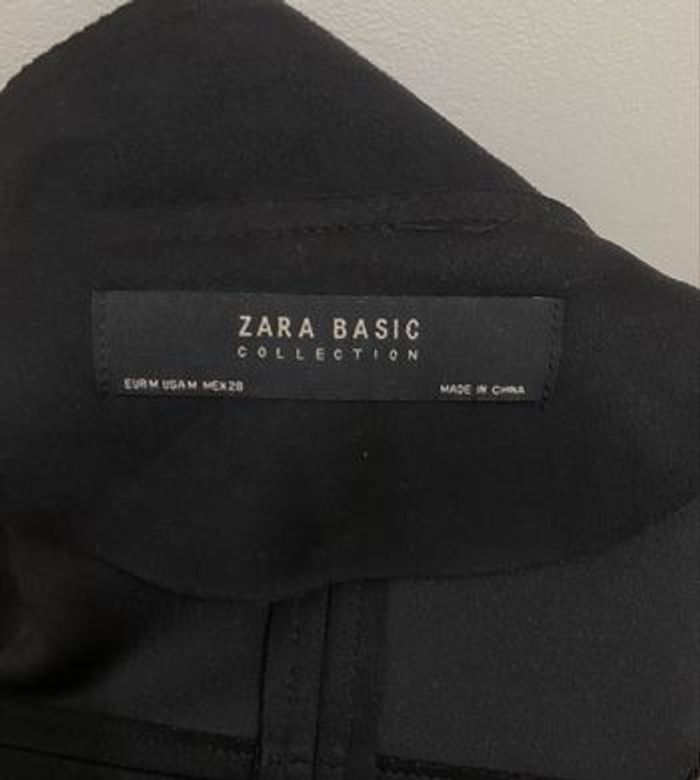 ZARA BASIC
COLLECTION
EUR M USA M MEX 28
MADE IN CHINA